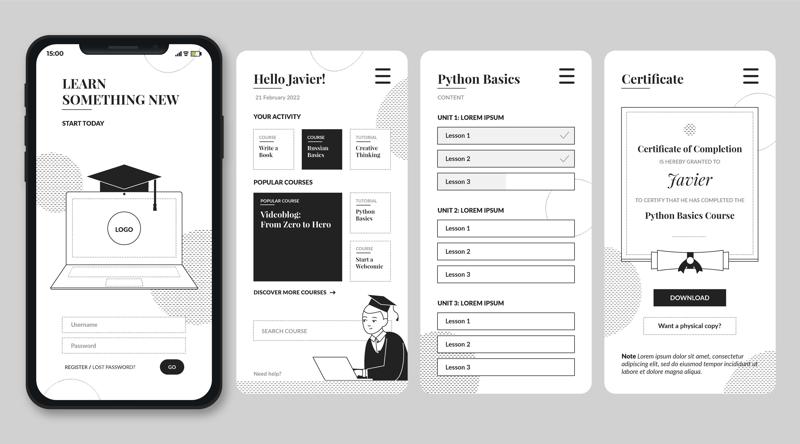 15:00
LEARN
SOMETHING NEW
START TODAY
LOGO
Username
Password
REGISTER / LOST PASSWORD?
GO
Hello Javier!
21 February 2022
YOUR ACTIVITY
COURSE
Write a
Book
COURSE
Russian
Basics
TUTORIAL
Creative
Thinking
POPULAR COURSES
POPULAR COURSE
Videoblog:
From Zero to Hero
TUTORIAL
Python
Basics
COURSE
Start a
Webcomic
DISCOVER MORE COURSES →
SEARCH COURSE
Need help?
Python Basics
CONTENT
UNIT 1: LOREM IPSUM
Lesson 1
Lesson 2
Lesson 3
UNIT 2: LOREM IPSUM
Lesson 1
Lesson 2
Lesson 3
UNIT 3: LOREM IPSUM
Lesson 1
Lesson 2
Lesson 3
Certificate
Certificate of Completion
IS HEREBY GRANTED TO
Javier
TO CERTIFY THAT HE HAS COMPLETED THE
Python Basics Course
DOWNLOAD
Want a physical copy?
Note Lorem ipsum dolor sit amet, consectetur
adipiscing elit, sed do eiusmod tempor incididunt ut
labore et dolore magna aliqua.